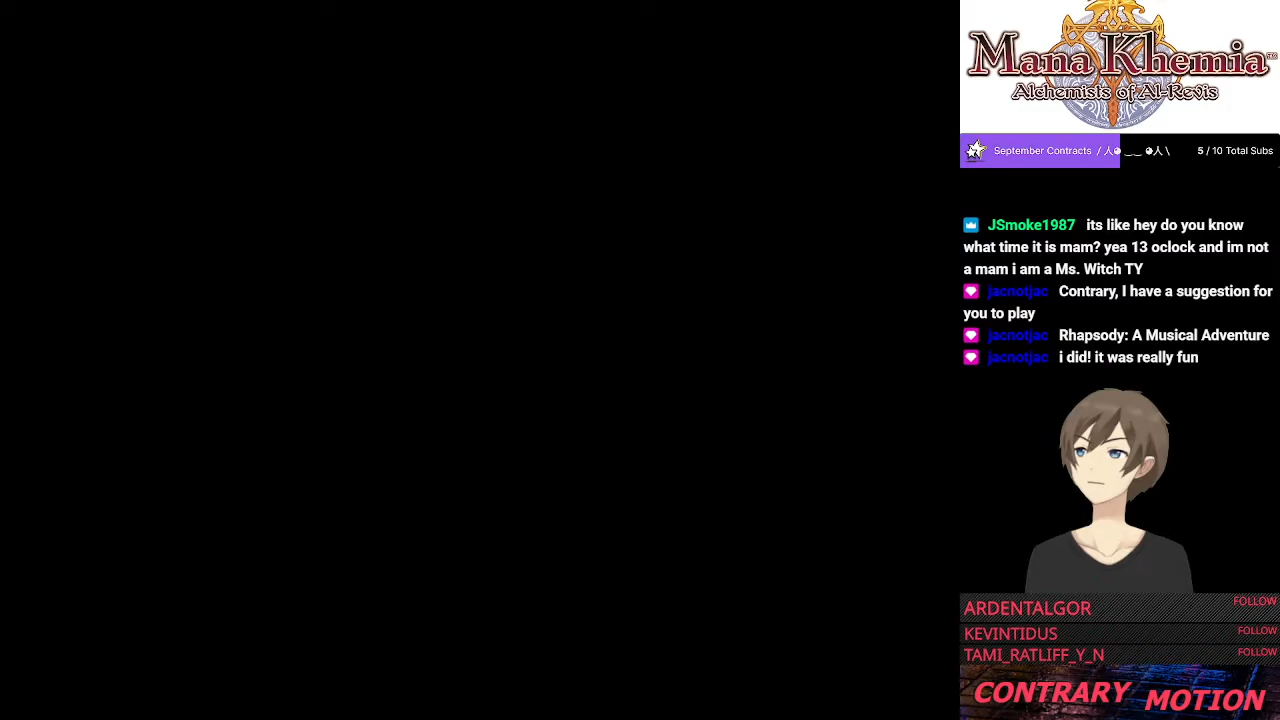 Mana Khemia™
Alchemists of Al-Revis
September Contracts / 人◕ ‿‿ ◕人 \ 5 / 10 Total Subs
JSmoke1987 its like hey do you know
what time it is mam? yea 13 oclock and im not
a mam i am a Ms. Witch TY
jacnotjac Contrary, I have a suggestion for
you to play
jacnotjac Rhapsody: A Musical Adventure
jacnotjac i did! it was really fun
ARDENTALGOR FOLLOW
KEVINTIDUS FOLLOW
TAMI_RATLIFF_Y_N FOLLOW
CONTRARY MOTION